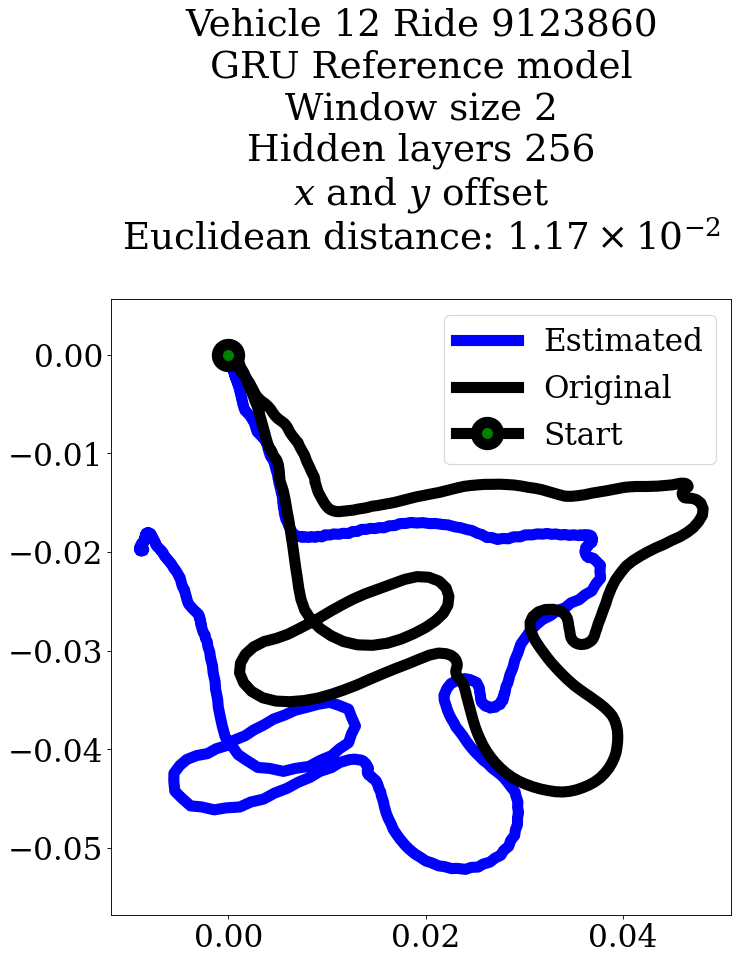 Vehicle 12 Ride 9123860
GRU Reference model
Window size 2
Hidden layers 256
x and y offset
Euclidean distance: 1.17 × 10⁻²
Estimated
Original
Start
0.00
−0.01
−0.02
−0.03
−0.04
−0.05
0.00 0.02 0.04